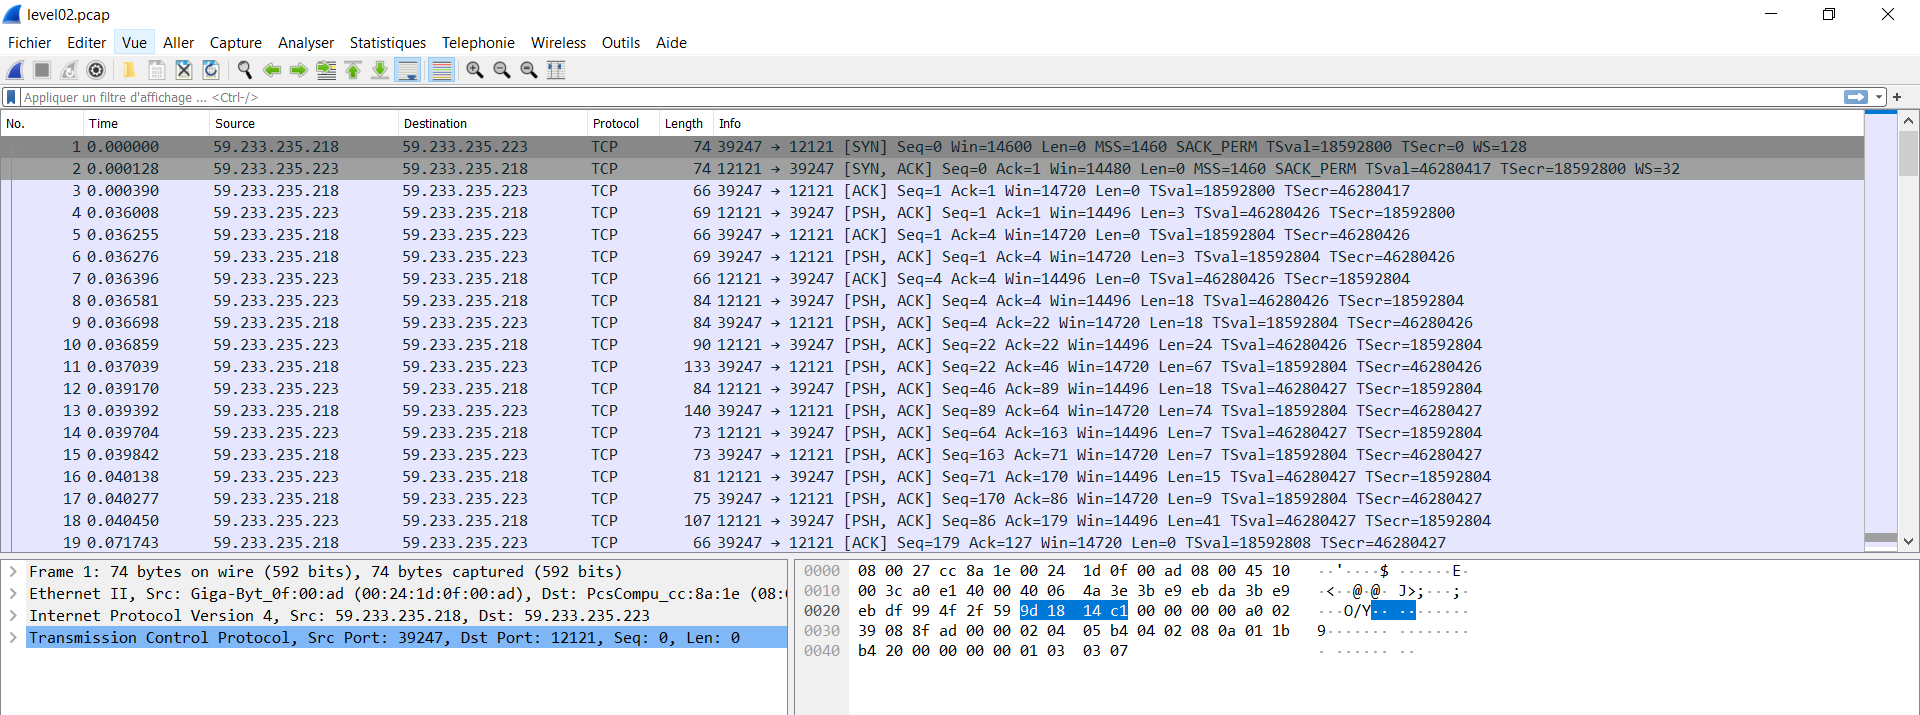 level02.pcap
Fichier Editer Vue Aller Capture Analyser Statistiques Telephonie Wireless Outils Aide
Appliquer un filtre d'affichage ... <Ctrl-/>
No. Time Source Destination Protocol Length Info
1 0.000000 59.233.235.218 59.233.235.223 TCP 74 39247 → 12121 [SYN] Seq=0 Win=14600 Len=0 MSS=1460 SACK_PERM TSval=18592800 TSecr=0 WS=128
2 0.000128 59.233.235.223 59.233.235.218 TCP 74 12121 → 39247 [SYN, ACK] Seq=0 Ack=1 Win=14480 Len=0 MSS=1460 SACK_PERM TSval=46280417 TSecr=18592800 WS=32
3 0.000390 59.233.235.218 59.233.235.223 TCP 66 39247 → 12121 [ACK] Seq=1 Ack=1 Win=14720 Len=0 TSval=18592800 TSecr=46280417
4 0.036008 59.233.235.223 59.233.235.218 TCP 69 12121 → 39247 [PSH, ACK] Seq=1 Ack=1 Win=14496 Len=3 TSval=46280426 TSecr=18592800
5 0.036255 59.233.235.218 59.233.235.223 TCP 66 39247 → 12121 [ACK] Seq=1 Ack=4 Win=14720 Len=0 TSval=18592804 TSecr=46280426
6 0.036276 59.233.235.218 59.233.235.223 TCP 69 39247 → 12121 [PSH, ACK] Seq=1 Ack=4 Win=14720 Len=3 TSval=18592804 TSecr=46280426
7 0.036396 59.233.235.223 59.233.235.218 TCP 66 12121 → 39247 [ACK] Seq=4 Ack=4 Win=14496 Len=0 TSval=46280426 TSecr=18592804
8 0.036581 59.233.235.223 59.233.235.218 TCP 84 12121 → 39247 [PSH, ACK] Seq=4 Ack=4 Win=14496 Len=18 TSval=46280426 TSecr=18592804
9 0.036698 59.233.235.218 59.233.235.223 TCP 84 39247 → 12121 [PSH, ACK] Seq=4 Ack=22 Win=14720 Len=18 TSval=18592804 TSecr=46280426
10 0.036859 59.233.235.223 59.233.235.218 TCP 90 12121 → 39247 [PSH, ACK] Seq=22 Ack=22 Win=14496 Len=24 TSval=46280426 TSecr=18592804
11 0.037039 59.233.235.218 59.233.235.223 TCP 133 39247 → 12121 [PSH, ACK] Seq=22 Ack=46 Win=14720 Len=67 TSval=18592804 TSecr=46280426
12 0.039170 59.233.235.223 59.233.235.218 TCP 84 12121 → 39247 [PSH, ACK] Seq=46 Ack=89 Win=14496 Len=18 TSval=46280427 TSecr=18592804
13 0.039392 59.233.235.218 59.233.235.223 TCP 140 39247 → 12121 [PSH, ACK] Seq=89 Ack=64 Win=14720 Len=74 TSval=18592804 TSecr=46280427
14 0.039704 59.233.235.223 59.233.235.218 TCP 73 12121 → 39247 [PSH, ACK] Seq=64 Ack=163 Win=14496 Len=7 TSval=46280427 TSecr=18592804
15 0.039842 59.233.235.218 59.233.235.223 TCP 73 39247 → 12121 [PSH, ACK] Seq=163 Ack=71 Win=14720 Len=7 TSval=18592804 TSecr=46280427
16 0.040138 59.233.235.223 59.233.235.218 TCP 81 12121 → 39247 [PSH, ACK] Seq=71 Ack=170 Win=14496 Len=15 TSval=46280427 TSecr=18592804
17 0.040277 59.233.235.218 59.233.235.223 TCP 75 39247 → 12121 [PSH, ACK] Seq=170 Ack=86 Win=14720 Len=9 TSval=18592804 TSecr=46280427
18 0.040450 59.233.235.223 59.233.235.218 TCP 107 12121 → 39247 [PSH, ACK] Seq=86 Ack=179 Win=14496 Len=41 TSval=46280427 TSecr=18592804
19 0.071743 59.233.235.218 59.233.235.223 TCP 66 39247 → 12121 [ACK] Seq=179 Ack=127 Win=14720 Len=0 TSval=18592808 TSecr=46280427
Frame 1: 74 bytes on wire (592 bits), 74 bytes captured (592 bits)
Ethernet II, Src: Giga-Byt_0f:00:ad (00:24:1d:0f:00:ad), Dst: PcsCompu_cc:8a:1e (08:
Internet Protocol Version 4, Src: 59.233.235.218, Dst: 59.233.235.223
Transmission Control Protocol, Src Port: 39247, Dst Port: 12121, Seq: 0, Len: 0
0000 08 00 27 cc 8a 1e 00 24 1d 0f 00 ad 08 00 45 10 ··'····$ ······E·
0010 00 3c a0 e1 40 00 40 06 4a 3e 3b e9 eb da 3b e9 ·<··@·@· J>;···;·
0020 eb df 99 4f 2f 59 9d 18 14 c1 00 00 00 00 a0 02 ···O/Y·· ········
0030 39 08 8f ad 00 00 02 04 05 b4 04 02 08 0a 01 1b 9······· ········
0040 b4 20 00 00 00 00 01 03 03 07 · ······ ··